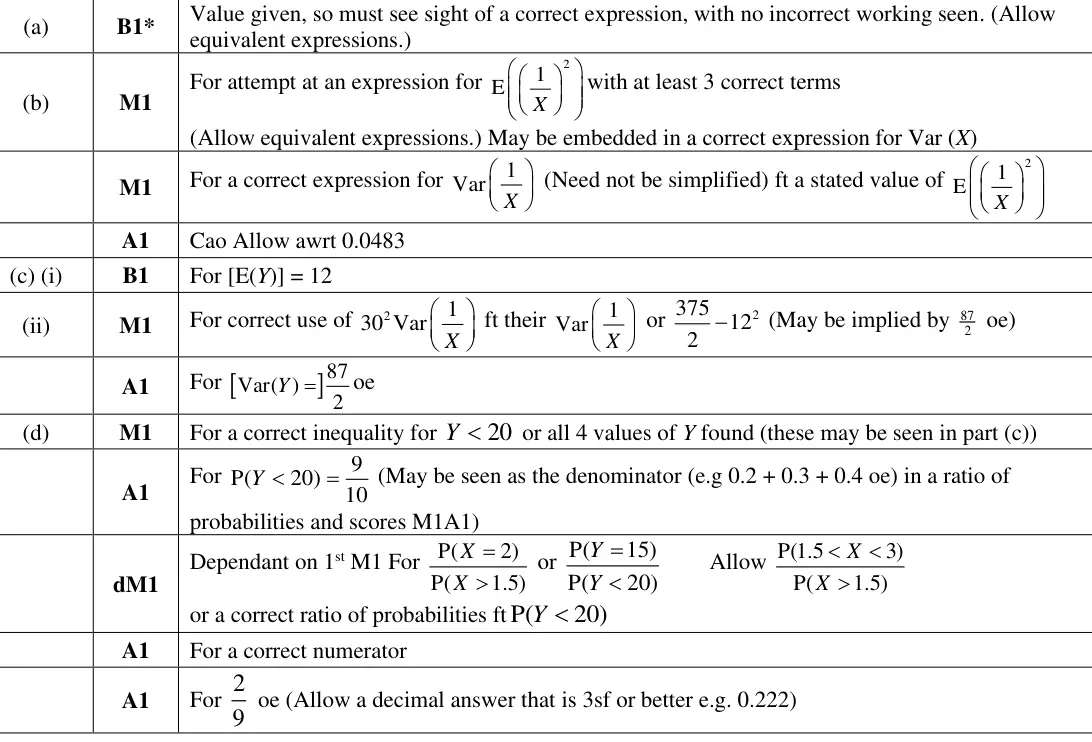 (a) B1* Value given, so must see sight of a correct expression, with no incorrect working seen. (Allow
equivalent expressions.)
(b) M1 For attempt at an expression for E((1/X)²) with at least 3 correct terms
(Allow equivalent expressions.) May be embedded in a correct expression for Var (X)
M1 For a correct expression for Var(1/X) (Need not be simplified) ft a stated value of E((1/X)²)
A1 Cao Allow awrt 0.0483
(c) (i) B1 For [E(Y)] = 12
(ii) M1 For correct use of 30²Var(1/X) ft their Var(1/X) or 375/2 − 12² (May be implied by 87/2 oe)
A1 For [Var(Y) =] 87/2 oe
(d) M1 For a correct inequality for Y < 20 or all 4 values of Y found (these may be seen in part (c))
A1 For P(Y < 20) = 9/10 (May be seen as the denominator (e.g 0.2 + 0.3 + 0.4 oe) in a ratio of
probabilities and scores M1A1)
dM1 Dependant on 1st M1 For P(X = 2)/P(X > 1.5) or P(Y = 15)/P(Y < 20) Allow P(1.5 < X < 3)/P(X > 1.5)
or a correct ratio of probabilities ft P(Y < 20)
A1 For a correct numerator
A1 For 2/9 oe (Allow a decimal answer that is 3sf or better e.g. 0.222)